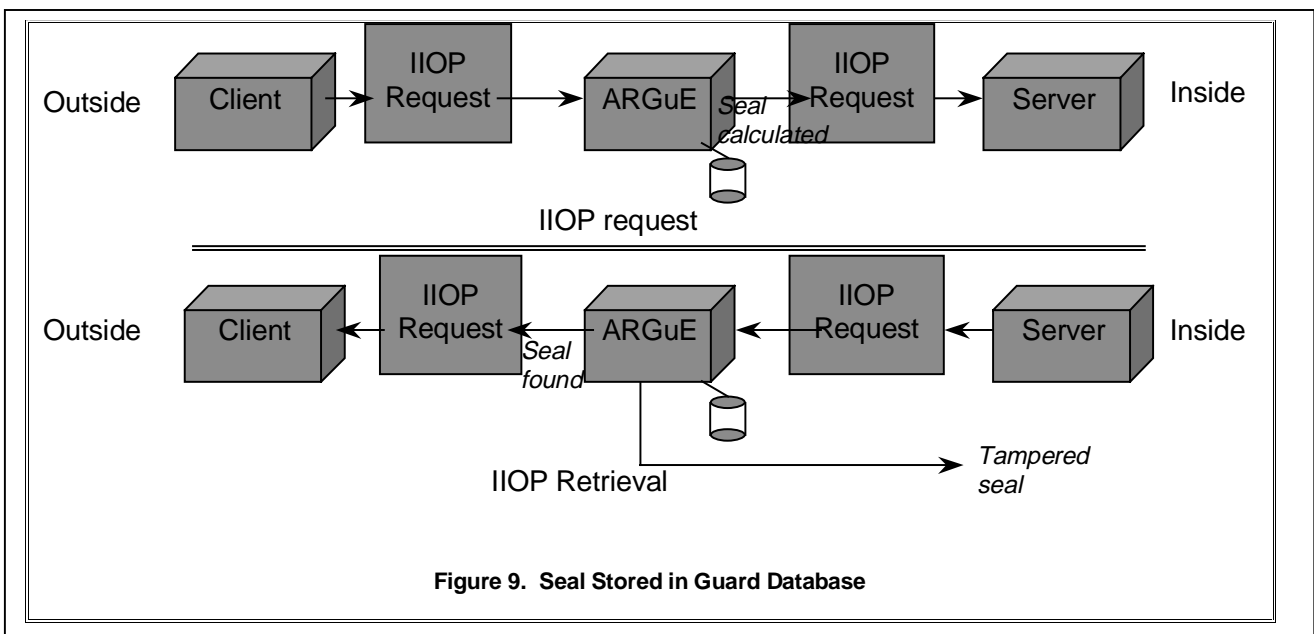 Outside
Client
IIOP
Request
ARGuE
Seal
calculated
IIOP
Request
Server
Inside
IIOP request
Outside
Client
IIOP
Request
Seal
found
ARGuE
IIOP
Request
Server
Inside
IIOP Retrieval
Tampered
seal
Figure 9. Seal Stored in Guard Database